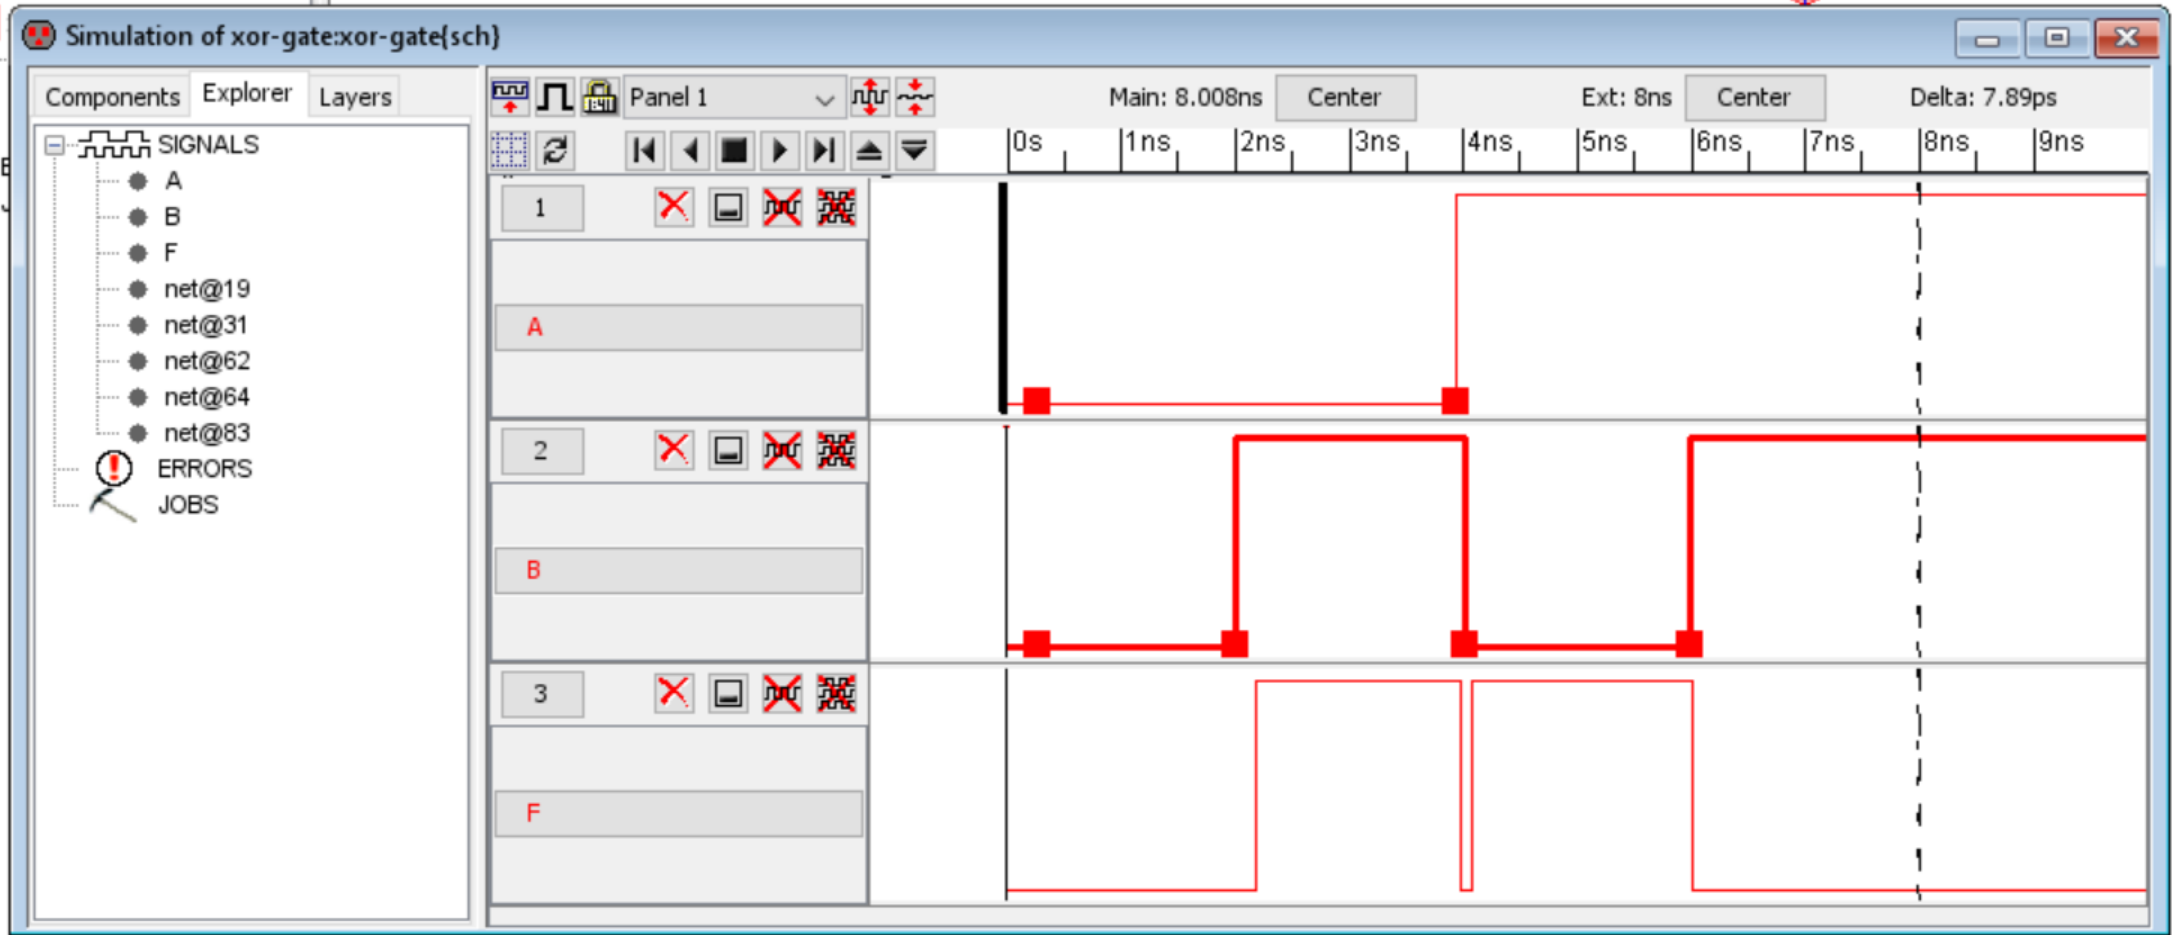 Simulation of xor-gate:xor-gate{sch}
Components Explorer Layers
SIGNALS
A
B
F
net@19
net@31
net@62
net@64
net@83
ERRORS
JOBS
Panel 1 Main: 8.008ns Center Ext: 8ns Center Delta: 7.89ps
0s 1ns 2ns 3ns 4ns 5ns 6ns 7ns 8ns 9ns
1
A
2
B
3
F